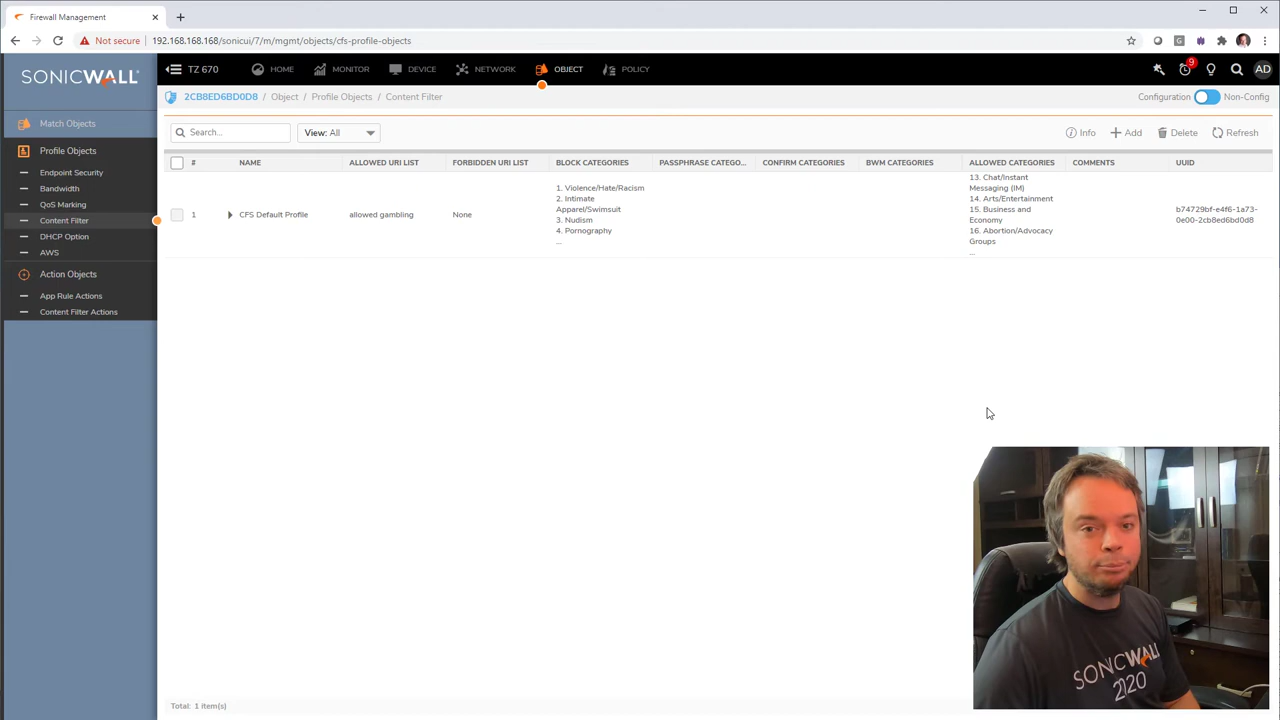 Firewall Management
Not secure 192.168.168.168/sonicui/7/m/mgmt/objects/cfs-profile-objects
SONICWALL
TZ 670 HOME MONITOR DEVICE NETWORK OBJECT POLICY 9 AD
2CB8ED6BD0D8 / Object / Profile Objects / Content Filter Configuration Non-Config
Match Objects
Profile Objects
Endpoint Security
Bandwidth
QoS Marking
Content Filter
DHCP Option
AWS
Action Objects
App Rule Actions
Content Filter Actions
Search... View: All Info Add Delete Refresh
# NAME ALLOWED URI LIST FORBIDDEN URI LIST BLOCK CATEGORIES PASSPHRASE CATEGO... CONFIRM CATEGORIES BWM CATEGORIES ALLOWED CATEGORIES COMMENTS UUID
1 CFS Default Profile allowed gambling None
1. Violence/Hate/Racism
2. Intimate
Apparel/Swimsuit
3. Nudism
4. Pornography
...
13. Chat/Instant
Messaging (IM)
14. Arts/Entertainment
15. Business and
Economy
16. Abortion/Advocacy
Groups
...
b74729bf-e4f6-1a73-
0e00-2cb8ed6bd0d8
SONICWALL
2020
Total: 1 item(s)